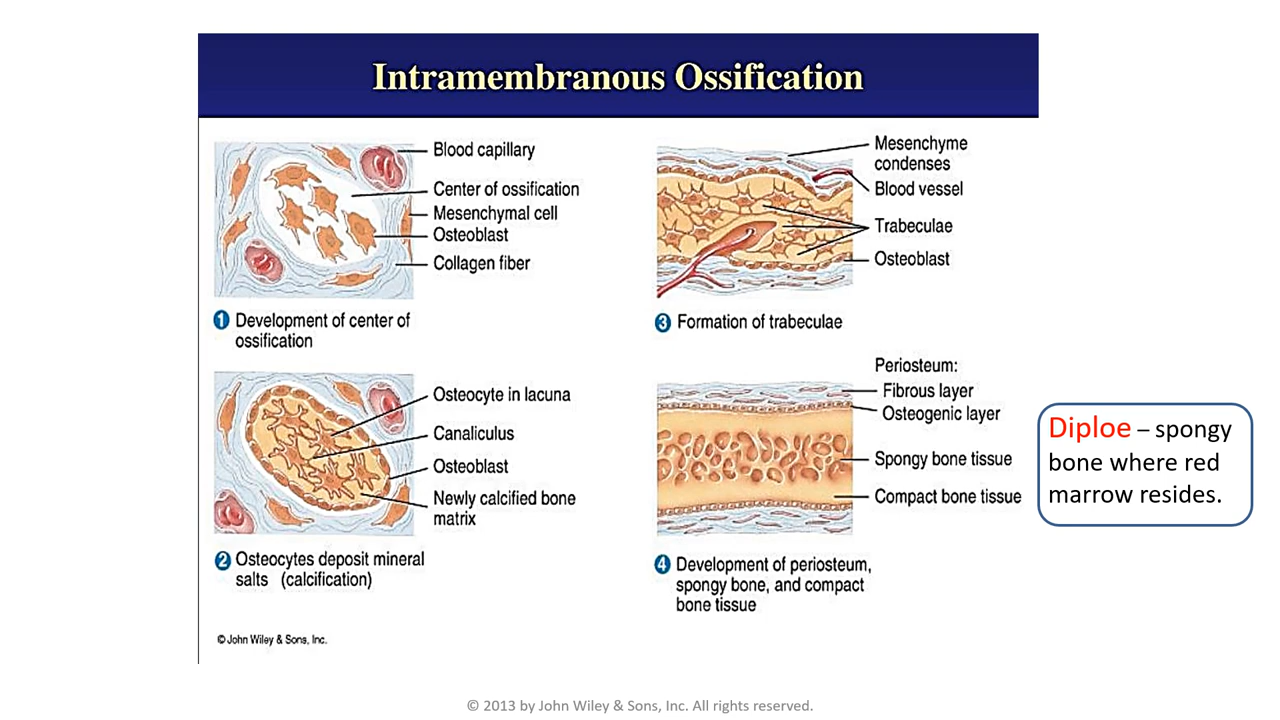 Intramembranous Ossification
Blood capillary
Center of ossification
Mesenchymal cell
Osteoblast
Collagen fiber
1 Development of center of
ossification
Osteocyte in lacuna
Canaliculus
Osteoblast
Newly calcified bone
matrix
2 Osteocytes deposit mineral
salts (calcification)
Mesenchyme
condenses
Blood vessel
Trabeculae
Osteoblast
3 Formation of trabeculae
Periosteum:
Fibrous layer
Osteogenic layer
Spongy bone tissue
Compact bone tissue
4 Development of periosteum,
spongy bone, and compact
bone tissue
Diploe – spongy
bone where red
marrow resides.
© John Wiley & Sons, Inc.
© 2013 by John Wiley & Sons, Inc. All rights reserved.